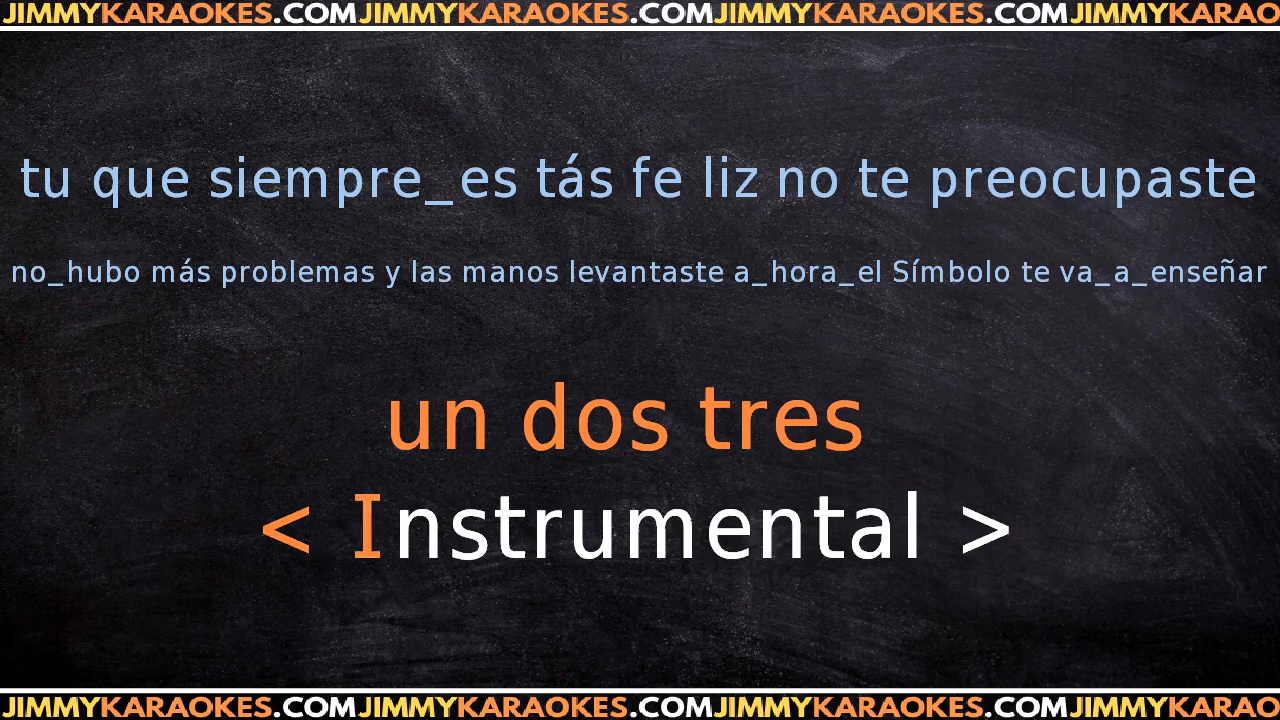 JIMMYKARAOKES.COMJIMMYKARAOKES.COMJIMMYKARAOKES.COMJIMMYKARAO
tu que siempre_es tás fe liz no te preocupaste
no_hubo más problemas y las manos levantaste a_hora_el Símbolo te va_a_enseñar
un dos tres
< Instrumental >
JIMMYKARAOKES.COMJIMMYKARAOKES.COMJIMMYKARAOKES.COMJIMMYKARAO